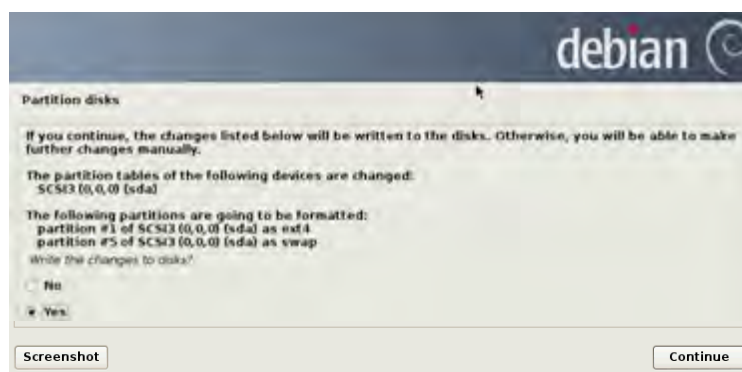 debian
Partition disks
If you continue, the changes listed below will be written to the disks. Otherwise, you will be able to make
further changes manually.
The partition tables of the following devices are changed:
SCSI3 (0,0,0) (sda)
The following partitions are going to be formatted:
partition #1 of SCSI3 (0,0,0) (sda) as ext4
partition #5 of SCSI3 (0,0,0) (sda) as swap
Write the changes to disks?
No
Yes
Screenshot
Continue